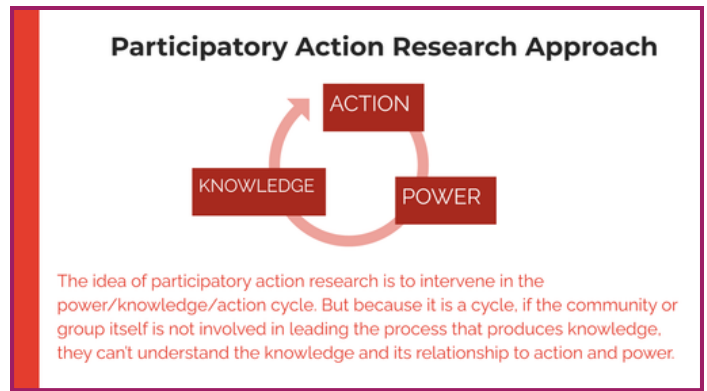 Participatory Action Research Approach
ACTION
KNOWLEDGE
POWER
The idea of participatory action research is to intervene in the
power/knowledge/action cycle. But because it is a cycle, if the community or
group itself is not involved in leading the process that produces knowledge,
they can't understand the knowledge and its relationship to action and power.